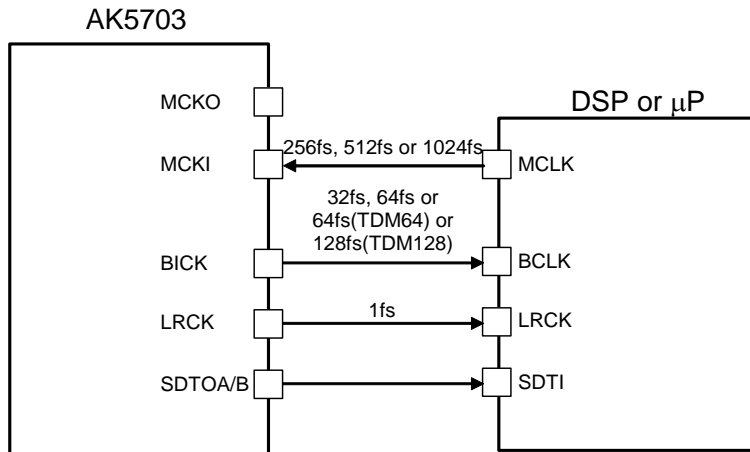 AK5703
DSP or μP
MCKO
MCKI
256fs, 512fs or 1024fs
MCLK
32fs, 64fs or
64fs(TDM64) or
128fs(TDM128)
BICK
BCLK
LRCK
1fs
LRCK
SDTOA/B
SDTI